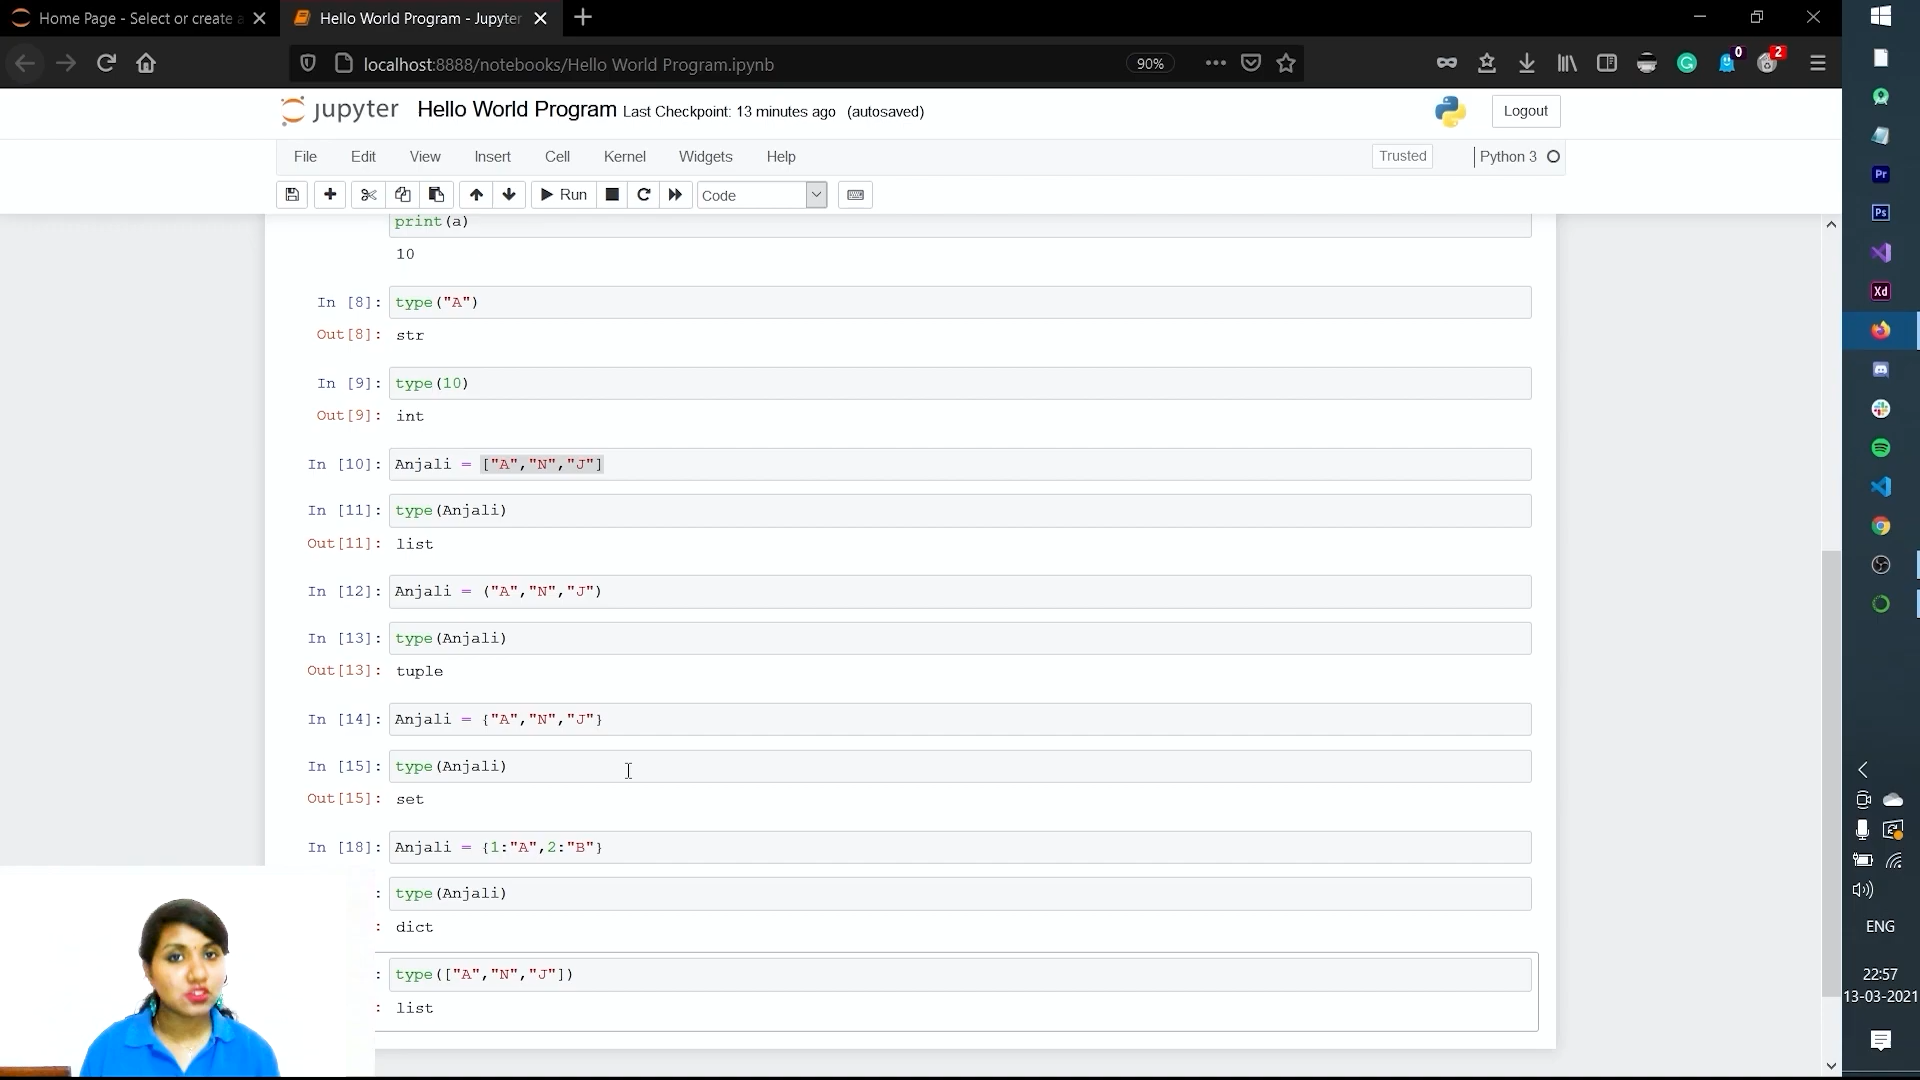 Home Page - Select or create a
Hello World Program - Jupyter
localhost:8888/notebooks/Hello World Program.ipynb
90%
0
2
jupyter Hello World Program Last Checkpoint: 13 minutes ago (autosaved)
Logout
File Edit View Insert Cell Kernel Widgets Help
Trusted
Python 3
Run
Code
print(a)
10
In [8]: type("A")
Out[8]: str
In [9]: type(10)
Out[9]: int
In [10]: Anjali = ["A","N","J"]
In [11]: type(Anjali)
Out[11]: list
In [12]: Anjali = ("A","N","J")
In [13]: type(Anjali)
Out[13]: tuple
In [14]: Anjali = {"A","N","J"}
In [15]: type(Anjali)
Out[15]: set
In [18]: Anjali = {1:"A",2:"B"}
: type(Anjali)
: dict
: type(["A","N","J"])
: list
Pr
Ps
Xd
ENG
22:57
13-03-2021